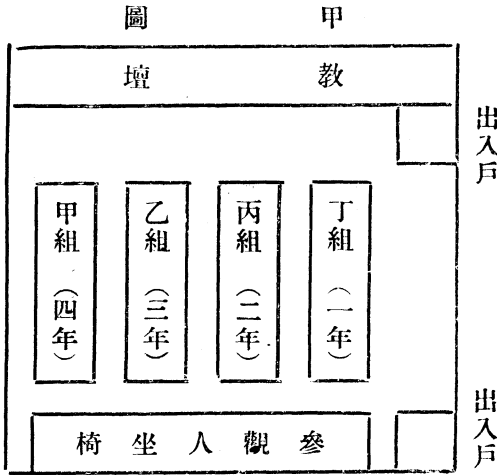 甲圖
教壇
出入戶
丁組（一年）
丙組（二年）
乙組（三年）
甲組（四年）
出入戶
參觀人坐椅